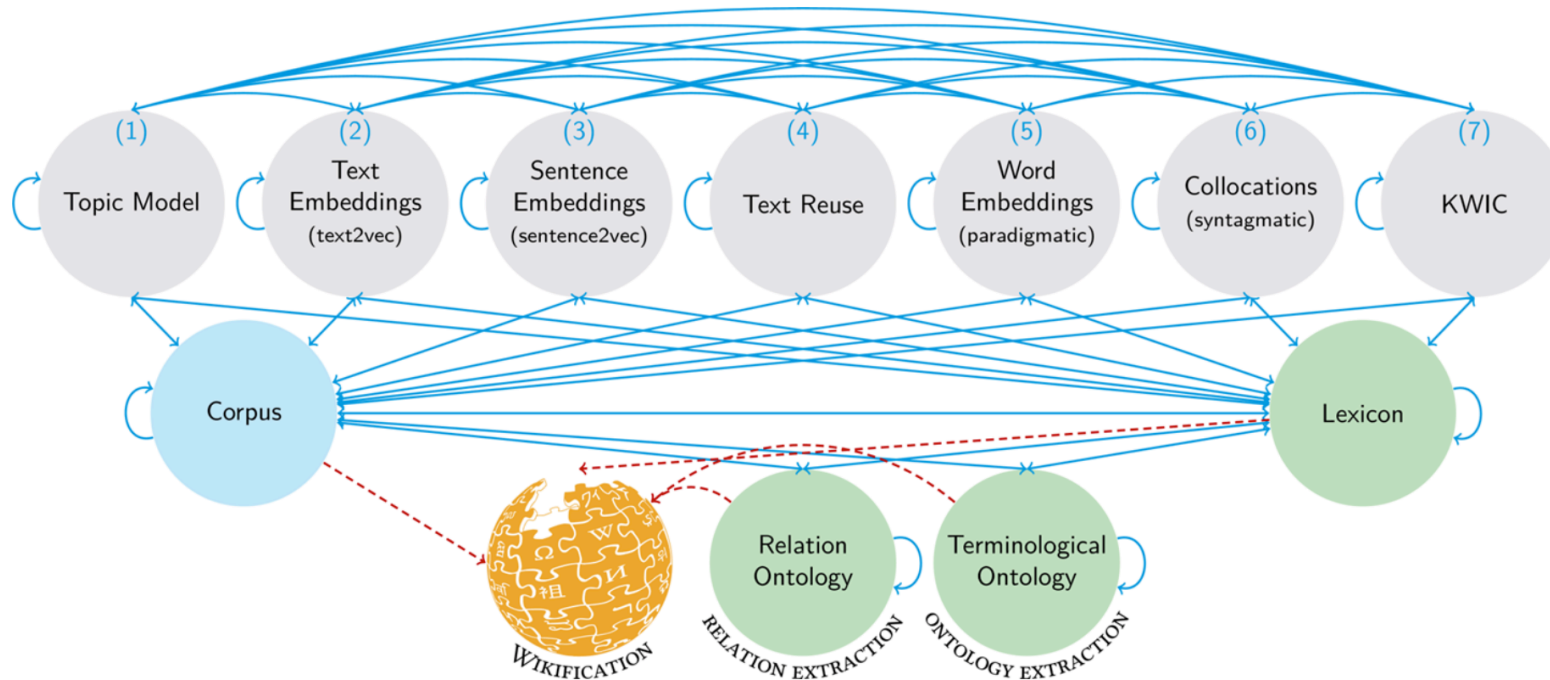 (1)
Topic Model
(2)
Text
Embeddings
(text2vec)
(3)
Sentence
Embeddings
(sentence2vec)
(4)
Text Reuse
(5)
Word
Embeddings
(paradigmatic)
(6)
Collocations
(syntagmatic)
(7)
KWIC
Corpus
Lexicon
Ω
W
И
祖
WIKIFICATION
Relation
Ontology
RELATION EXTRACTION
Terminological
Ontology
ONTOLOGY EXTRACTION